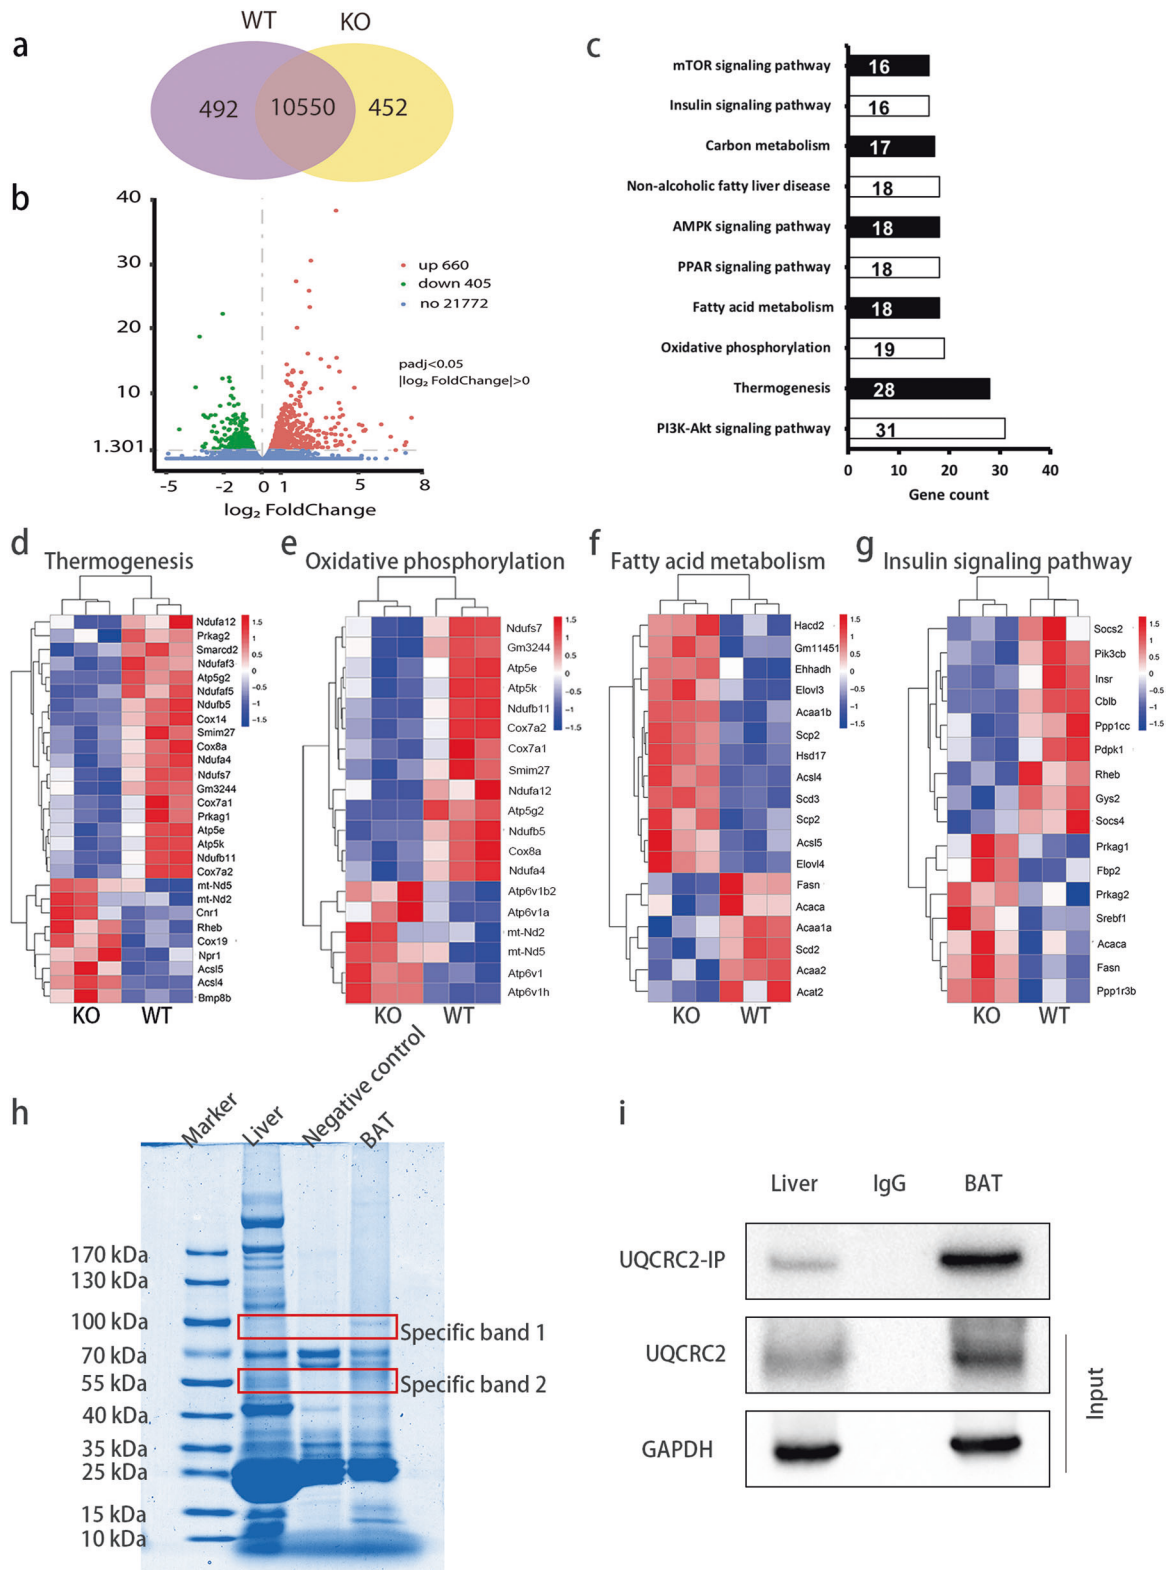 a
WT
KO
492
10550
452
b
40
30
20
10
1.301
-5
-2
0
1
5
8
log₂ FoldChange
up 660
down 405
no 21772
padj<0.05
|log₂ FoldChange|>0
c
mTOR signaling pathway
16
Insulin signaling pathway
16
Carbon metabolism
17
Non-alcoholic fatty liver disease
18
AMPK signaling pathway
18
PPAR signaling pathway
18
Fatty acid metabolism
18
Oxidative phosphorylation
19
Thermogenesis
28
PI3K-Akt signaling pathway
31
0
10
20
30
40
Gene count
d
Thermogenesis
Ndufa12
Prkag2
Smarcd2
Ndufaf3
Atp5g2
Ndufaf5
Ndufb5
Cox14
Smim27
Cox8a
Ndufa4
Ndufs7
Gm3244
Cox7a1
Prkag1
Atp5e
Atp5k
Ndufb11
Cox7a2
mt-Nd5
mt-Nd2
Cnr1
Rheb
Cox19
Npr1
Acsl5
Acsl4
Bmp8b
1.5
1
0.5
0
-0.5
-1
-1.5
KO
WT
e
Oxidative phosphorylation
Ndufs7
Gm3244
Atp5e
Atp5k
Ndufb11
Cox7a2
Cox7a1
Smim27
Ndufa12
Atp5g2
Ndufb5
Cox8a
Ndufa4
Atp6v1b2
Atp6v1a
mt-Nd2
mt-Nd5
Atp6v1
Atp6v1h
1.5
1
0.5
0
-0.5
-1
-1.5
KO
WT
f
Fatty acid metabolism
Hacd2
Gm11451
Ehhadh
Elovl3
Acaa1b
Scp2
Hsd17
Acsl4
Scd3
Scp2
Acsl5
Elovl4
Fasn
Acaca
Acaa1a
Scd2
Acaa2
Acat2
1.5
1
0.5
0
-0.5
-1
-1.5
KO
WT
g
Insulin signaling pathway
Socs2
Pik3cb
Insr
Cblb
Ppp1cc
Pdpk1
Rheb
Gys2
Socs4
Prkag1
Fbp2
Prkag2
Srebf1
Acaca
Fasn
Ppp1r3b
1.5
1
0.5
0
-0.5
-1
-1.5
KO
WT
h
Marker
Liver
Negative control
BAT
170 kDa
130 kDa
100 kDa
70 kDa
55 kDa
40 kDa
35 kDa
25 kDa
15 kDa
10 kDa
Specific band 1
Specific band 2
i
Liver
IgG
BAT
UQCRC2-IP
UQCRC2
GAPDH
Input